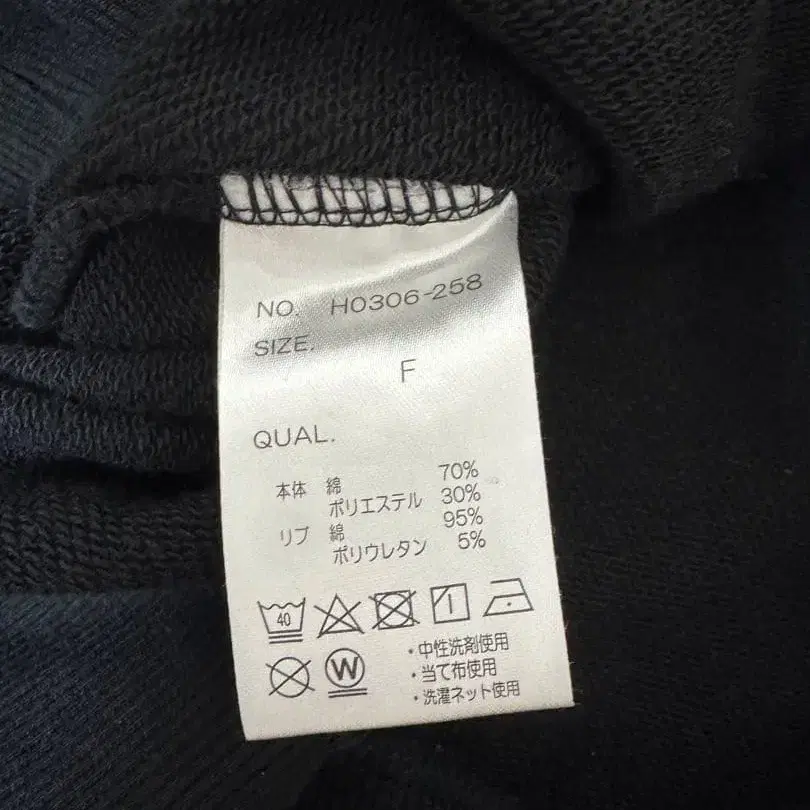 NO. H0306-258
SIZE.
F
QUAL.
本体 綿 70%
ポリエステル 30%
リブ 綿 95%
ポリウレタン 5%
40
W
・中性洗剤使用
・当て布使用
・洗濯ネット使用